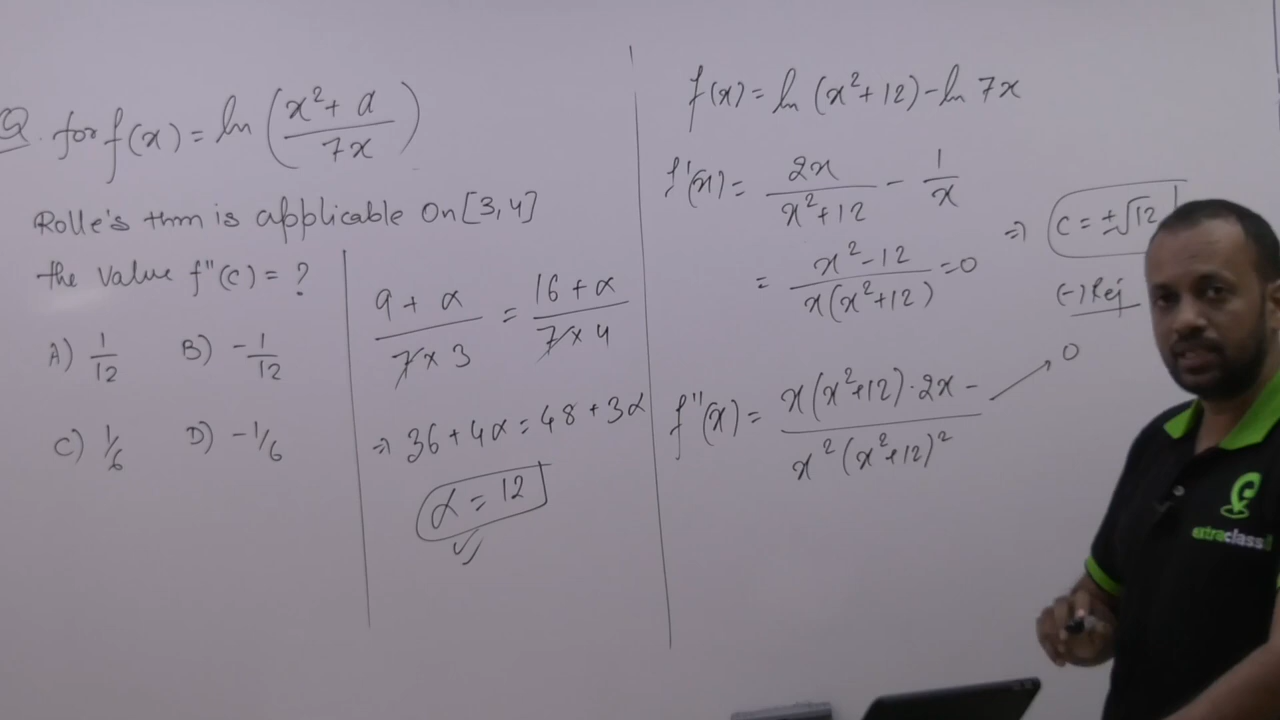 Q. for f(x) = ln ( (x² + α) / 7x )
Rolle's thm is applicable on [3,4]
the value f"(c) = ?
A) 1/12 B) -1/12
C) 1/6 D) -1/6
(9 + α) / (7 × 3) = (16 + α) / (7 × 4)
⇒ 36 + 4α = 48 + 3α
α = 12
f(x) = ln (x² + 12) - ln 7x
f'(x) = 2x / (x² + 12) - 1/x
= (x² - 12) / (x(x² + 12)) = 0
⇒ c = ±√12
(-) Rej
f"(x) = (x(x² + 12) · 2x - / (x² (x² + 12)²)
0
extraclass